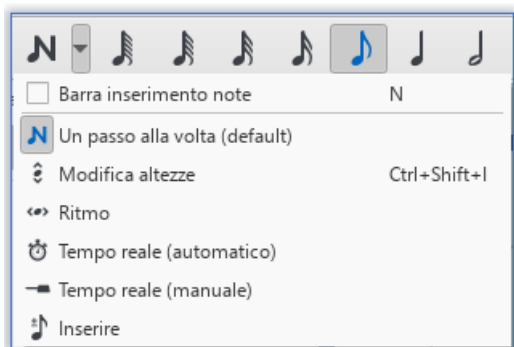 N
Barra inserimento note N
Un passo alla volta (default)
Modifica altezze Ctrl+Shift+I
Ritmo
Tempo reale (automatico)
Tempo reale (manuale)
Inserire